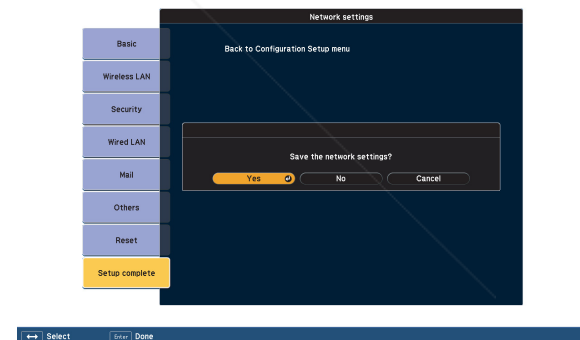 Network settings
Basic
Back to Configuration Setup menu
Wireless LAN
Security
Wired LAN
Save the network settings?
Mail
Yes No Cancel
Others
Reset
Setup complete
Select Enter Done